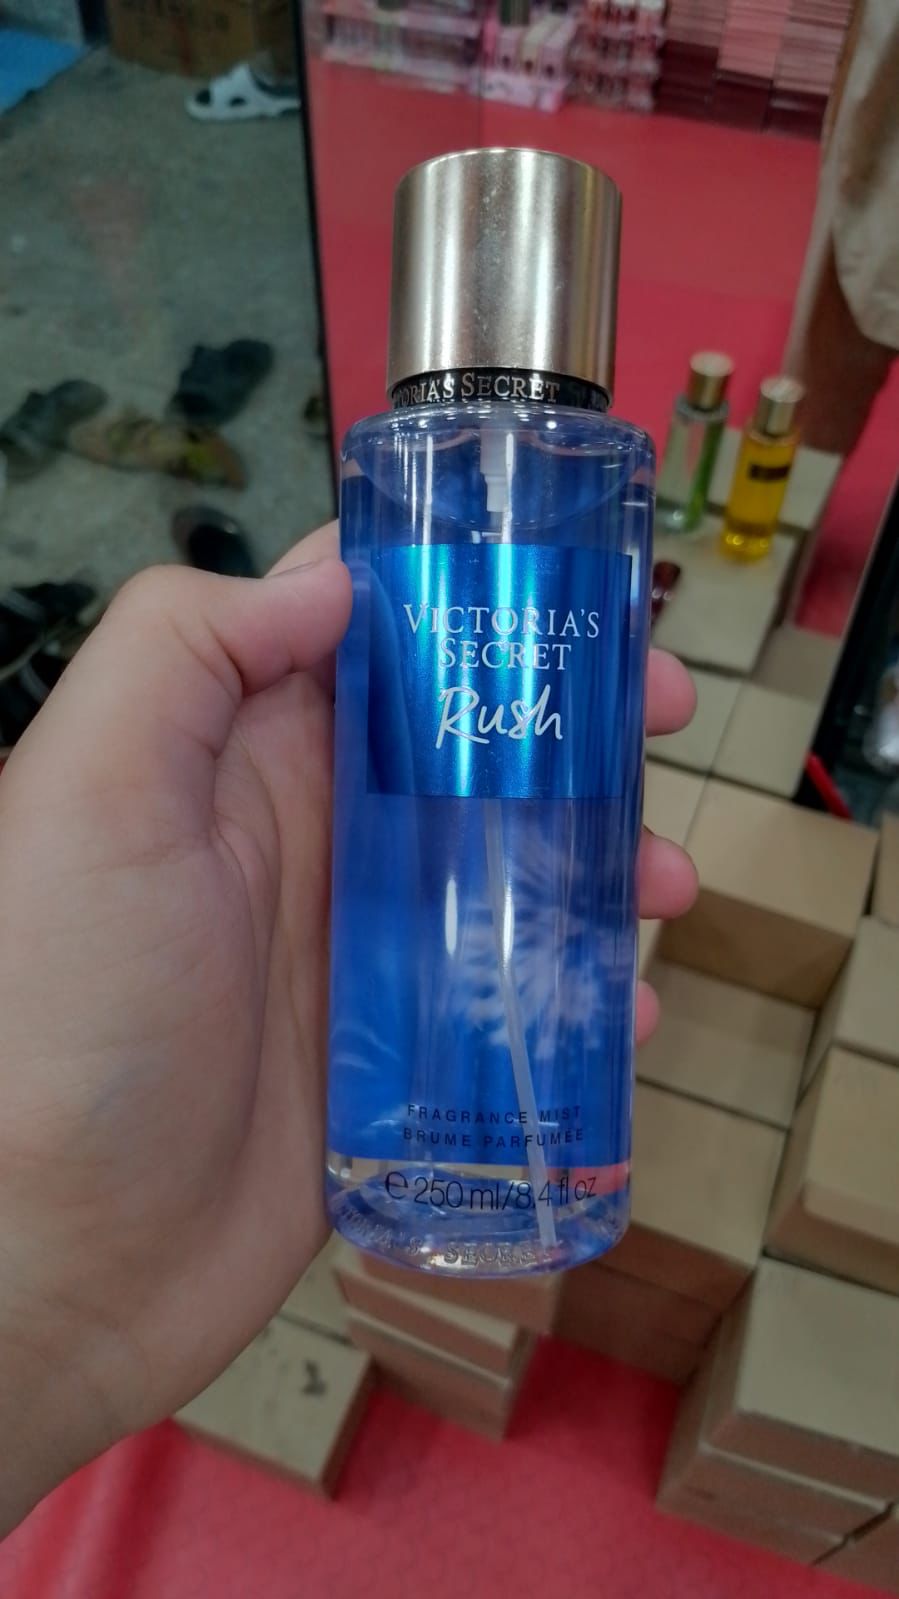 VICTORIA'S SECRET
VICTORIA'S
SECRET
Rush
FRAGRANCE MIST
BRUME PARFUMÉE
e 250 ml/8.4 fl oz